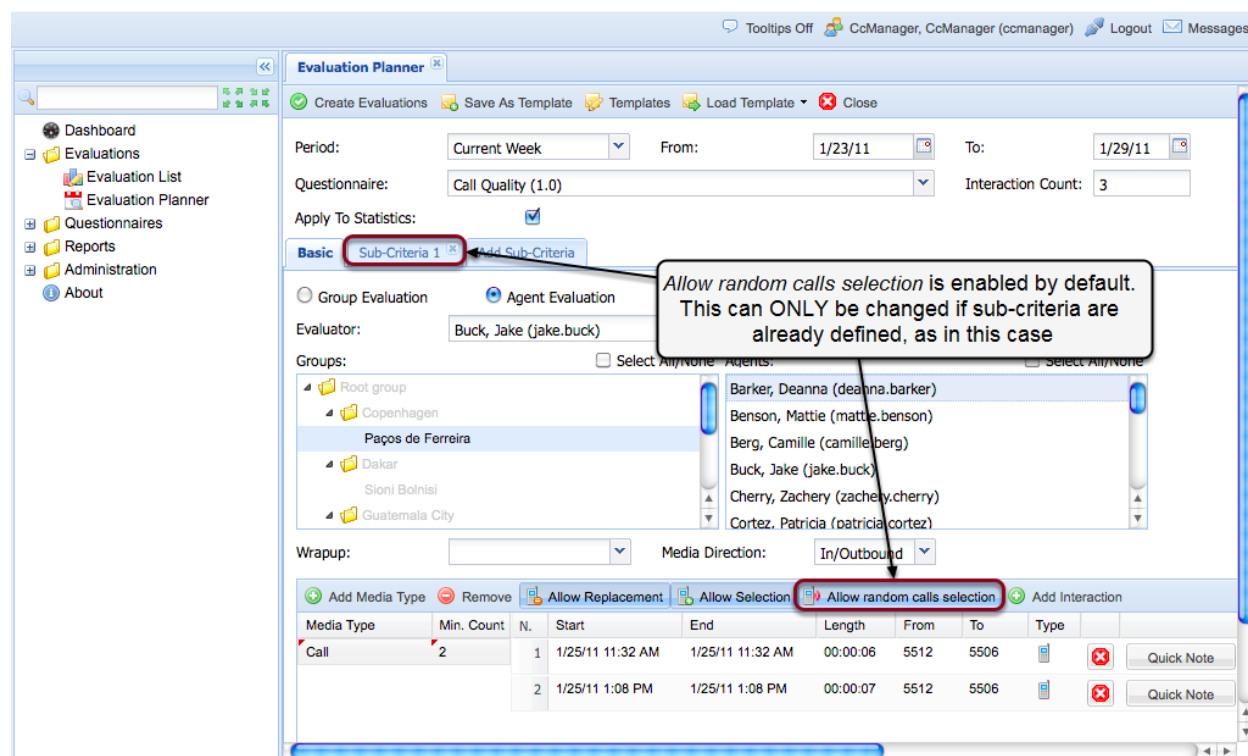 Tooltips Off CcManager, CcManager (ccmanager) Logout Messages
Evaluation Planner
Create Evaluations Save As Template Templates Load Template Close
Dashboard
Evaluations
Evaluation List
Evaluation Planner
Questionnaires
Reports
Administration
About
Period: Current Week From: 1/23/11 To: 1/29/11
Questionnaire: Call Quality (1.0) Interaction Count: 3
Apply To Statistics:
Basic Sub-Criteria 1 Add Sub-Criteria
Allow random calls selection is enabled by default.
This can ONLY be changed if sub-criteria are
already defined, as in this case
Group Evaluation Agent Evaluation
Evaluator: Buck, Jake (jake.buck)
Groups: Select All/None Agents: Select All/None
Root group
Copenhagen
Paços de Ferreira
Dakar
Sioni Bolnisi
Guatemala City
Barker, Deanna (deanna.barker)
Benson, Mattie (mattie.benson)
Berg, Camille (camille.berg)
Buck, Jake (jake.buck)
Cherry, Zachery (zachery.cherry)
Cortez, Patricia (patricia.cortez)
Wrapup: Media Direction: In/Outbound
Add Media Type Remove Allow Replacement Allow Selection Allow random calls selection Add Interaction
Media Type Min. Count N. Start End Length From To Type
Call 2 1 1/25/11 11:32 AM 1/25/11 11:32 AM 00:00:06 5512 5506 Quick Note
2 1/25/11 1:08 PM 1/25/11 1:08 PM 00:00:07 5512 5506 Quick Note